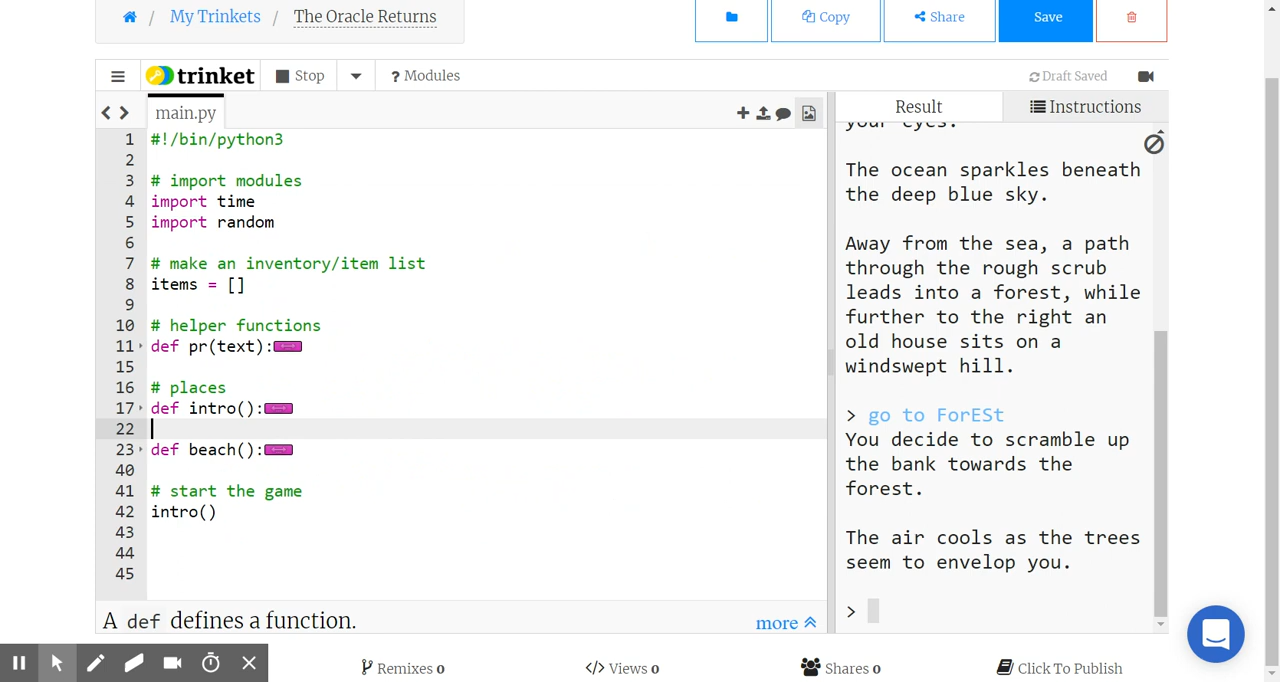 / My Trinkets / The Oracle Returns
Copy
Share
Save
trinket
Stop
? Modules
Draft Saved
main.py
Result
Instructions
1 #!/bin/python3
2
3 # import modules
4 import time
5 import random
6
7 # make an inventory/item list
8 items = []
9
10 # helper functions
11 def pr(text):
15
16 # places
17 def intro():
22
23 def beach():
40
41 # start the game
42 intro()
43
44
45
A def defines a function.
more
your eyes.
The ocean sparkles beneath
the deep blue sky.
Away from the sea, a path
through the rough scrub
leads into a forest, while
further to the right an
old house sits on a
windswept hill.
> go to ForESt
You decide to scramble up
the bank towards the
forest.
The air cools as the trees
seem to envelop you.
>
Remixes 0
</> Views 0
Shares 0
Click To Publish